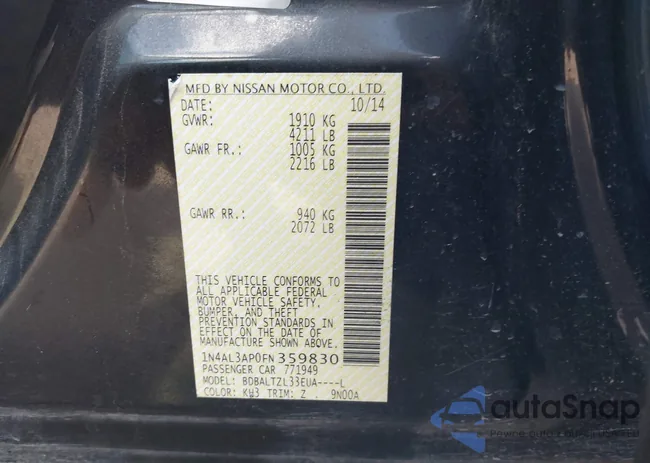 MFD BY NISSAN MOTOR CO., LTD.
DATE: 10/14
GVWR: 1910 KG
4211 LB
GAWR FR.: 1005 KG
2216 LB
GAWR RR.: 940 KG
2072 LB
THIS VEHICLE CONFORMS TO
ALL APPLICABLE FEDERAL
MOTOR VEHICLE SAFETY,
BUMPER, AND THEFT
PREVENTION STANDARDS IN
EFFECT ON THE DATE OF
MANUFACTURE SHOWN ABOVE.
1N4AL3AP0FN 359830
PASSENGER CAR 771949
MODEL: BDBALTZL33EUA----L
COLOR: KH3 TRIM: Z 9N00A
autoSnap